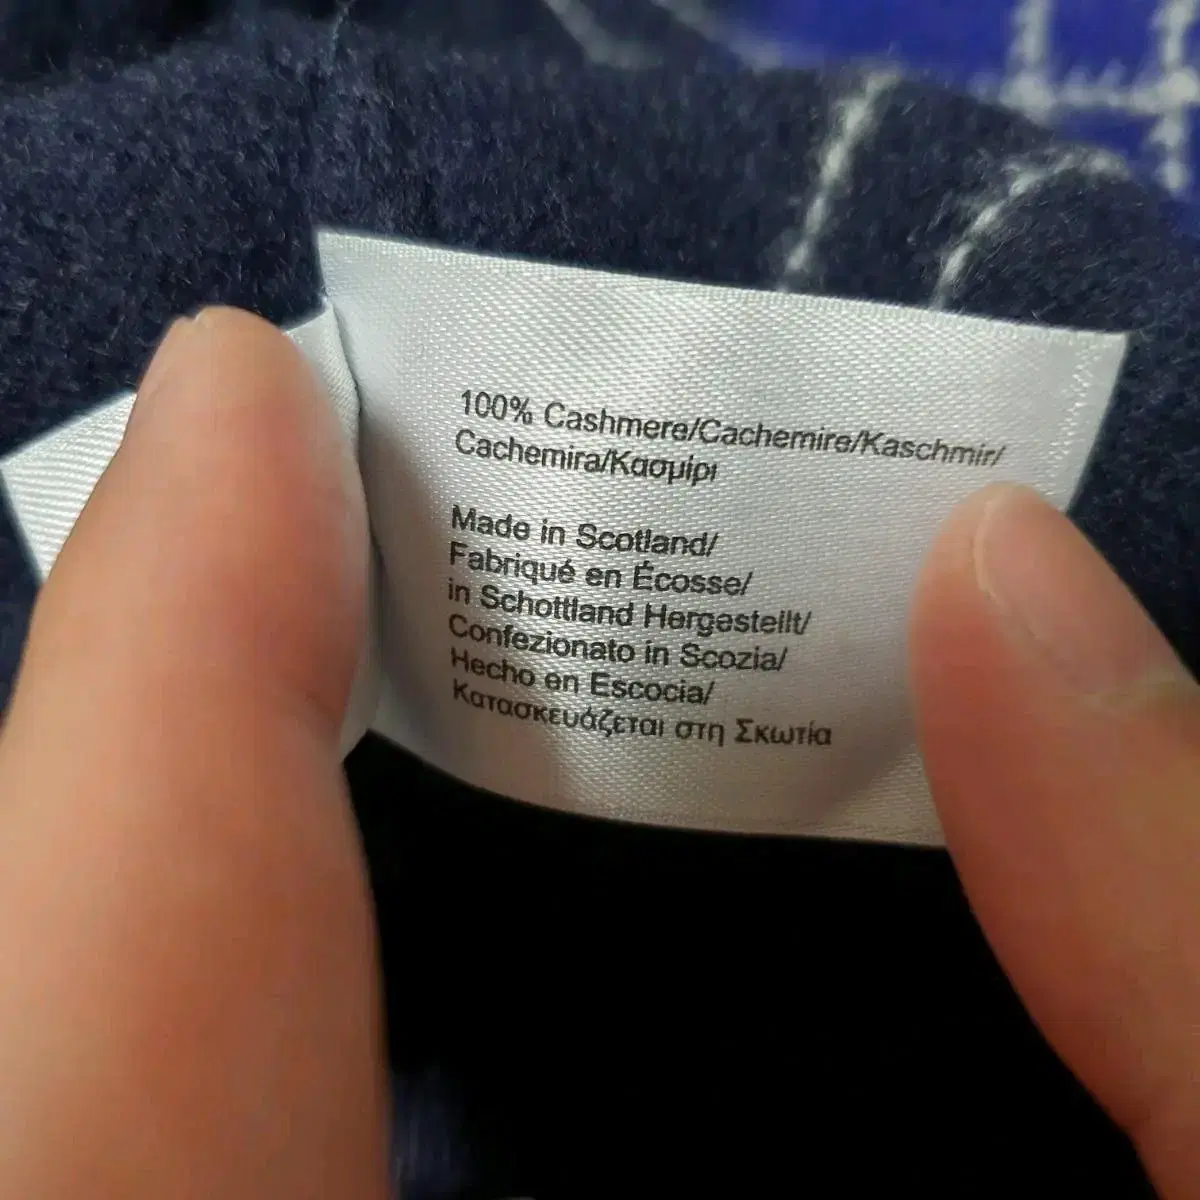 100% Cashmere/Cachemire/Kaschmir/
Cachemira/Κασμίρι
Made in Scotland/
Fabriqué en Écosse/
in Schottland Hergestellt/
Confezionato in Scozia/
Hecho en Escocia/
Κατασκευάζεται στη Σκωτία